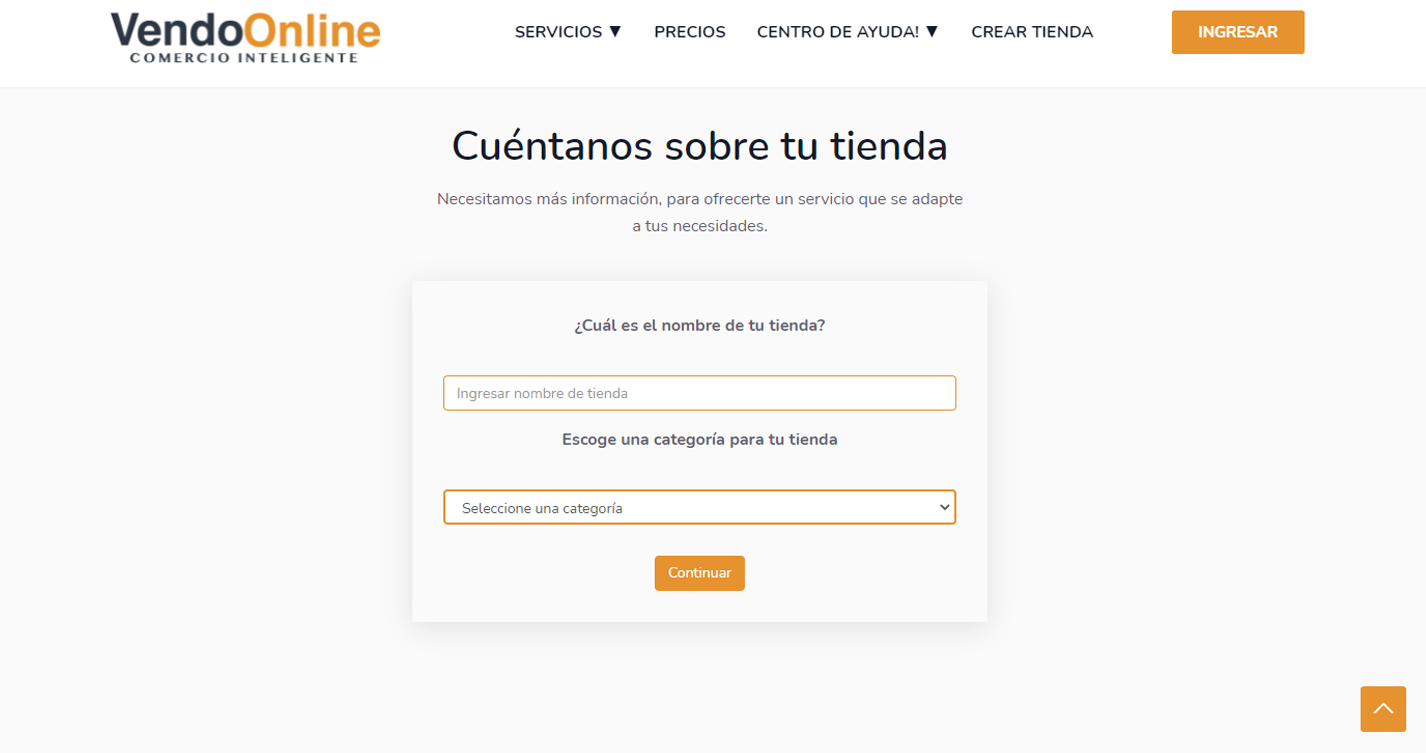 VendoOnline
COMERCIO INTELIGENTE
SERVICIOS ▼ PRECIOS CENTRO DE AYUDA! ▼ CREAR TIENDA INGRESAR
Cuéntanos sobre tu tienda
Necesitamos más información, para ofrecerte un servicio que se adapte
a tus necesidades.
¿Cuál es el nombre de tu tienda?
Ingresar nombre de tienda
Escoge una categoría para tu tienda
Seleccione una categoría
Continuar